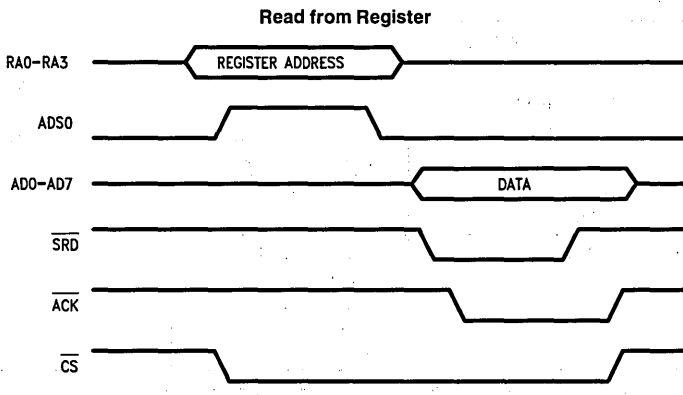 Read from Register
RA0-RA3
REGISTER ADDRESS
ADS0
AD0-AD7
DATA
SRD
ACK
CS